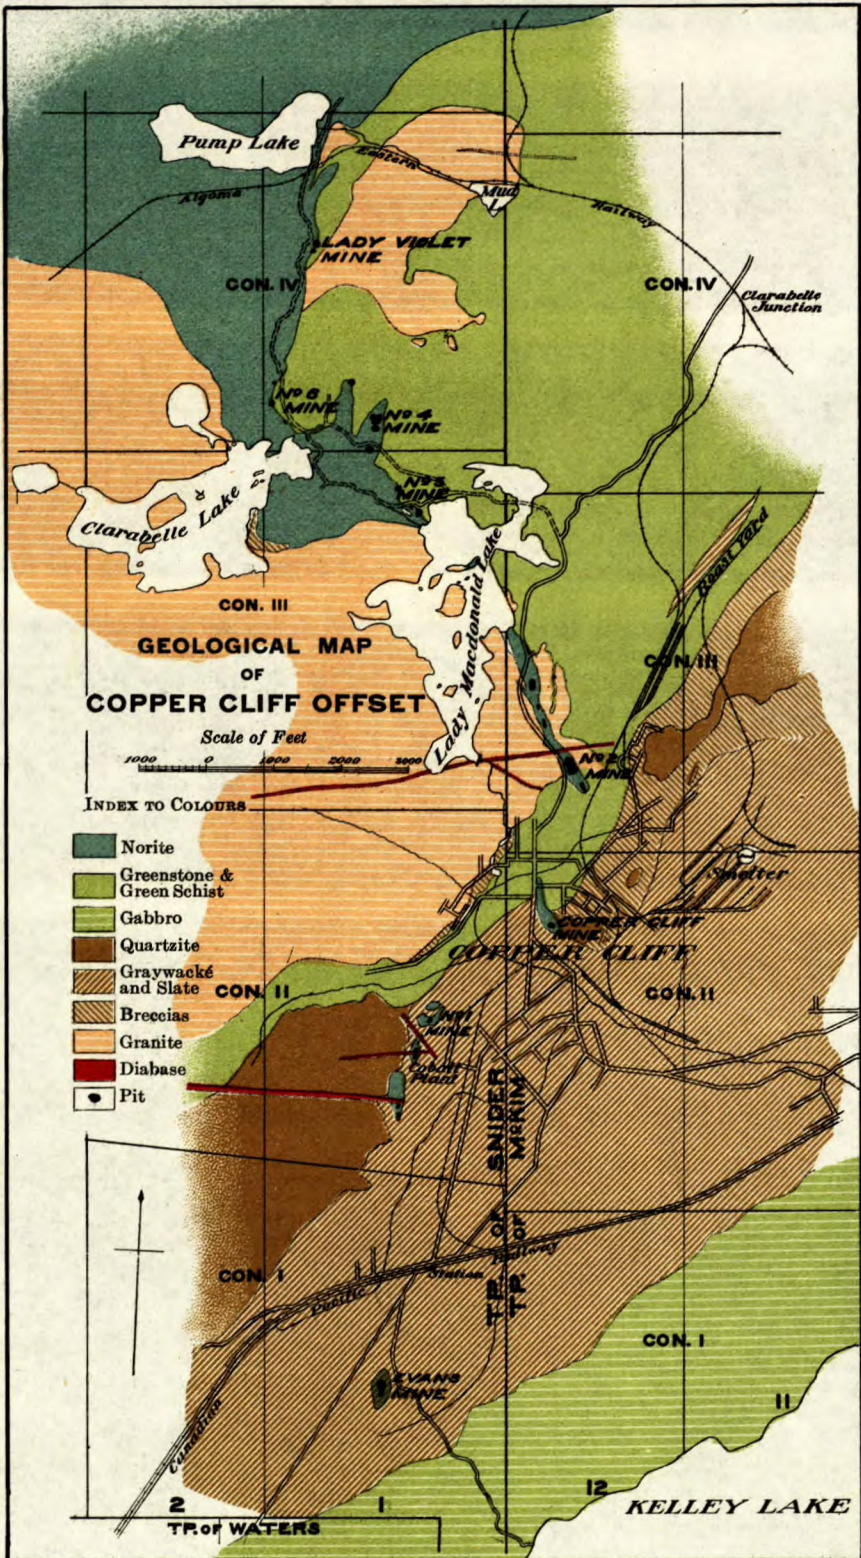 Pump Lake
Algoma Eastern Railway
Mud
L.
LADY VIOLET
MINE
CON. IV
CON. IV
Clarabelle
Junction
No 6
MINE
No 4
MINE
No 5
MINE
Clarabelle Lake
Lady Macdonald Lake
Roast Yard
CON. III
CON. III
GEOLOGICAL MAP
OF
COPPER CLIFF OFFSET
Scale of Feet
1000 0 1000 2000 3000
No 2
MINE
INDEX TO COLOURS
Norite
Greenstone &
Green Schist
Gabbro
Quartzite
Graywacké
and Slate
Breccias
Granite
Diabase
Pit
Smelter
COPPER CLIFF
MINE
COPPER CLIFF
CON. II
CON. II
No 1
MINE
Cobalt
Plant
TP. OF SNIDER
TP. OF McKIM
CON. I
Canadian Pacific Railway
Station
CON. I
EVANS
MINE
11
12
1
2
KELLEY LAKE
TP. OF WATERS